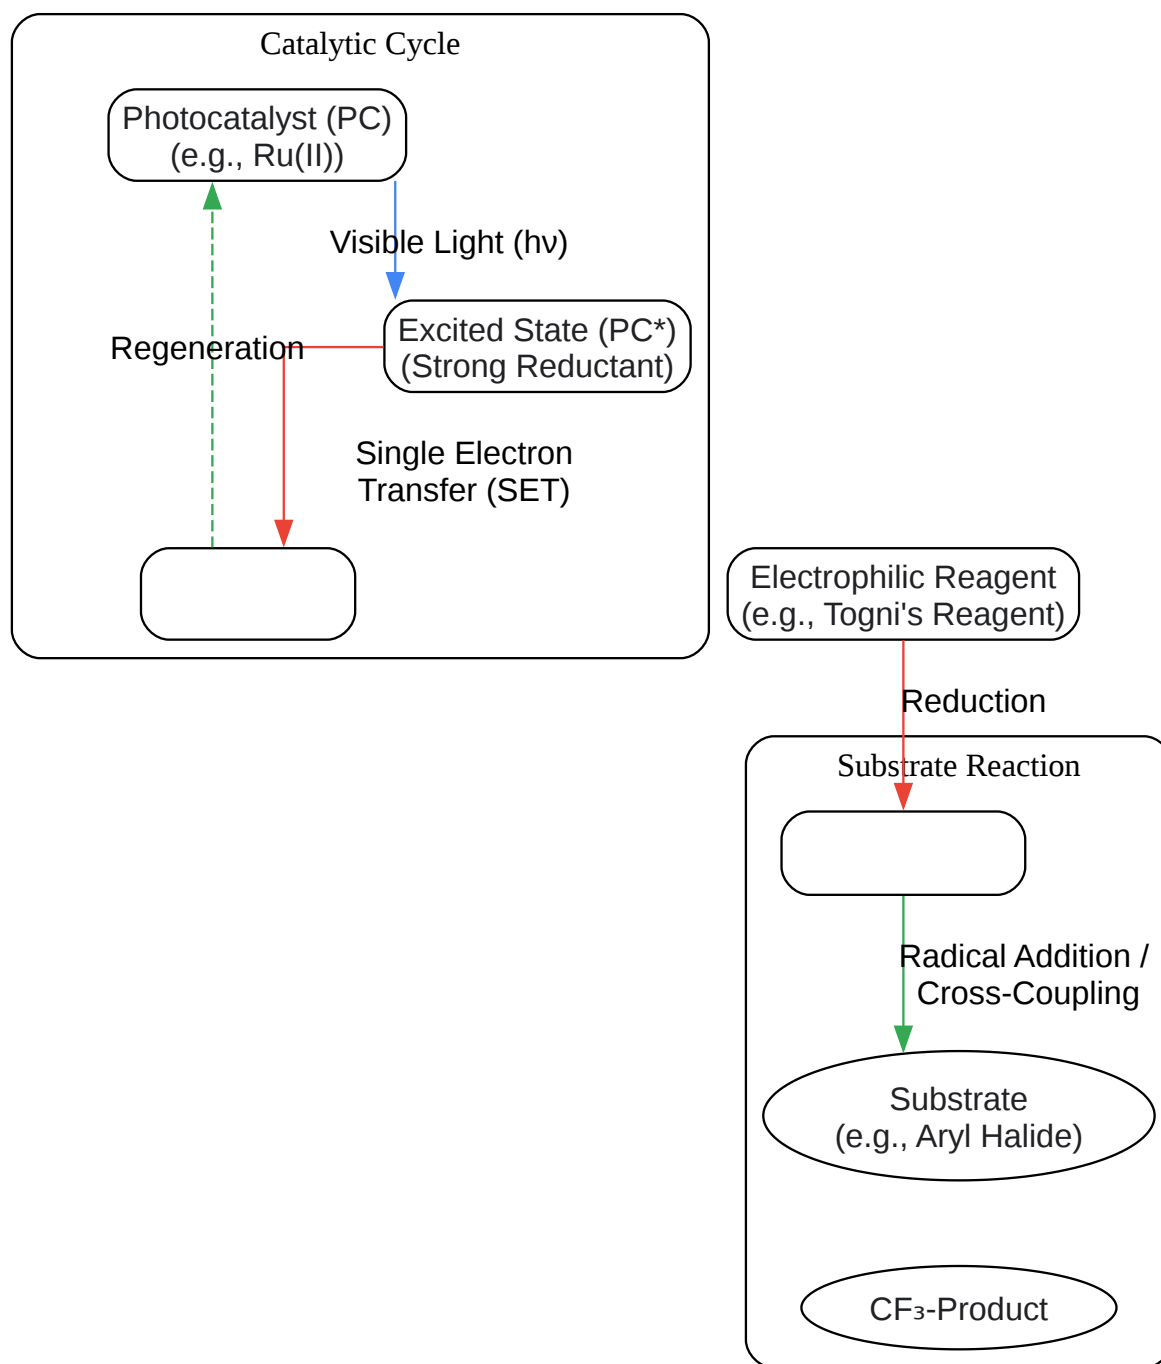 Catalytic Cycle
Photocatalyst (PC)
(e.g., Ru(II))
Visible Light (hν)
Excited State (PC*)
(Strong Reductant)
Regeneration
Single Electron
Transfer (SET)
Electrophilic Reagent
(e.g., Togni's Reagent)
Reduction
Substrate Reaction
Radical Addition /
Cross-Coupling
Substrate
(e.g., Aryl Halide)
CF₃-Product